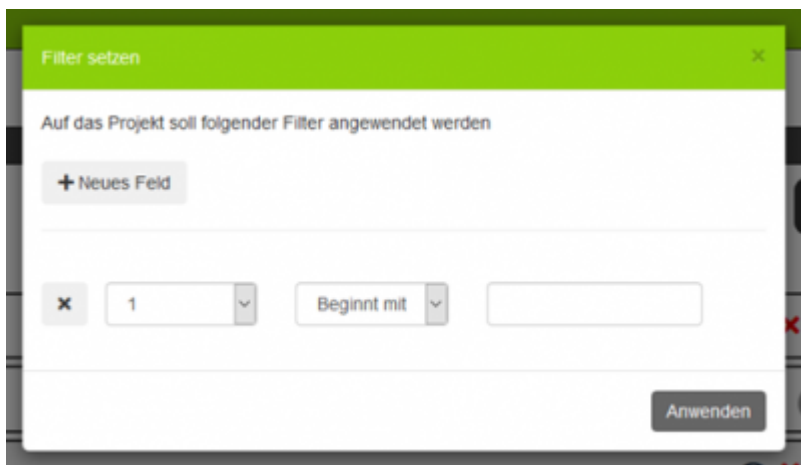 Filter setzen ×
Auf das Projekt soll folgender Filter angewendet werden
+ Neues Feld
× 1 Beginnt mit
Anwenden